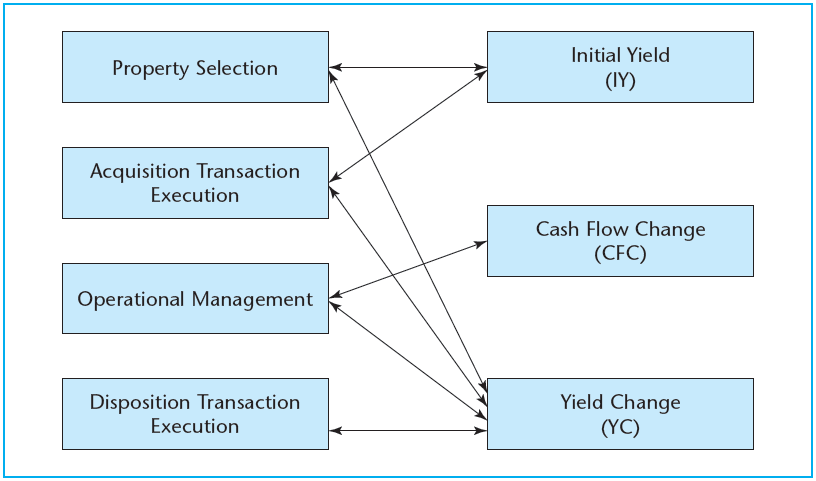 Property Selection
Initial Yield
(IY)
Acquisition Transaction
Execution
Cash Flow Change
(CFC)
Operational Management
Disposition Transaction
Execution
Yield Change
(YC)